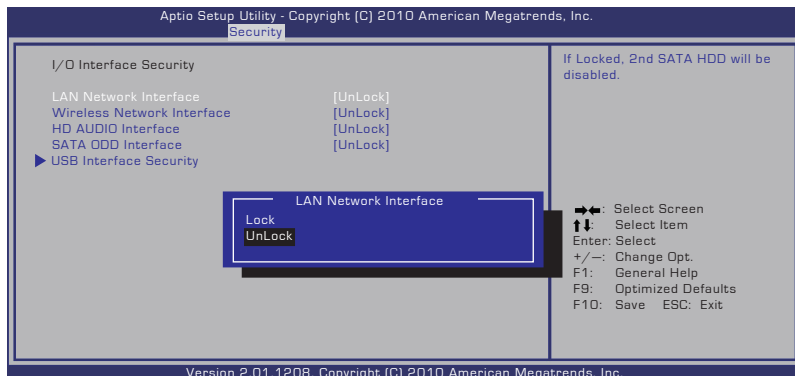 Aptio Setup Utility - Copyright (C) 2010 American Megatrends, Inc.
Security
I/O Interface Security
LAN Network Interface [UnLock]
Wireless Network Interface [UnLock]
HD AUDIO Interface [UnLock]
SATA ODD Interface [UnLock]
USB Interface Security
If Locked, 2nd SATA HDD will be
disabled.
LAN Network Interface
Lock
UnLock
→←: Select Screen
↑↓: Select Item
Enter: Select
+/—: Change Opt.
F1: General Help
F9: Optimized Defaults
F10: Save ESC: Exit
Version 2.01.1208. Copyright (C) 2010 American Megatrends, Inc.